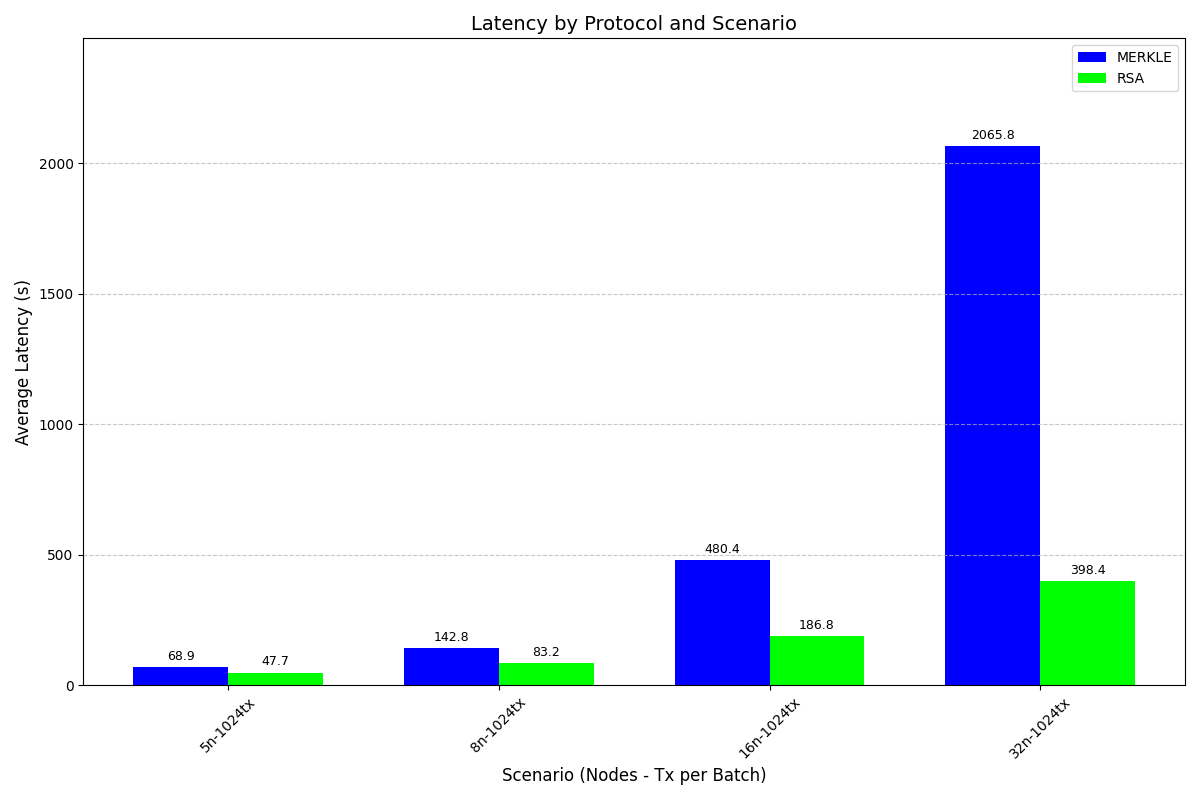 Latency by Protocol and Scenario
MERKLE
RSA
Average Latency (s)
2000
1500
1000
500
0
68.9
47.7
142.8
83.2
480.4
186.8
2065.8
398.4
5n-1024tx
8n-1024tx
16n-1024tx
32n-1024tx
Scenario (Nodes - Tx per Batch)